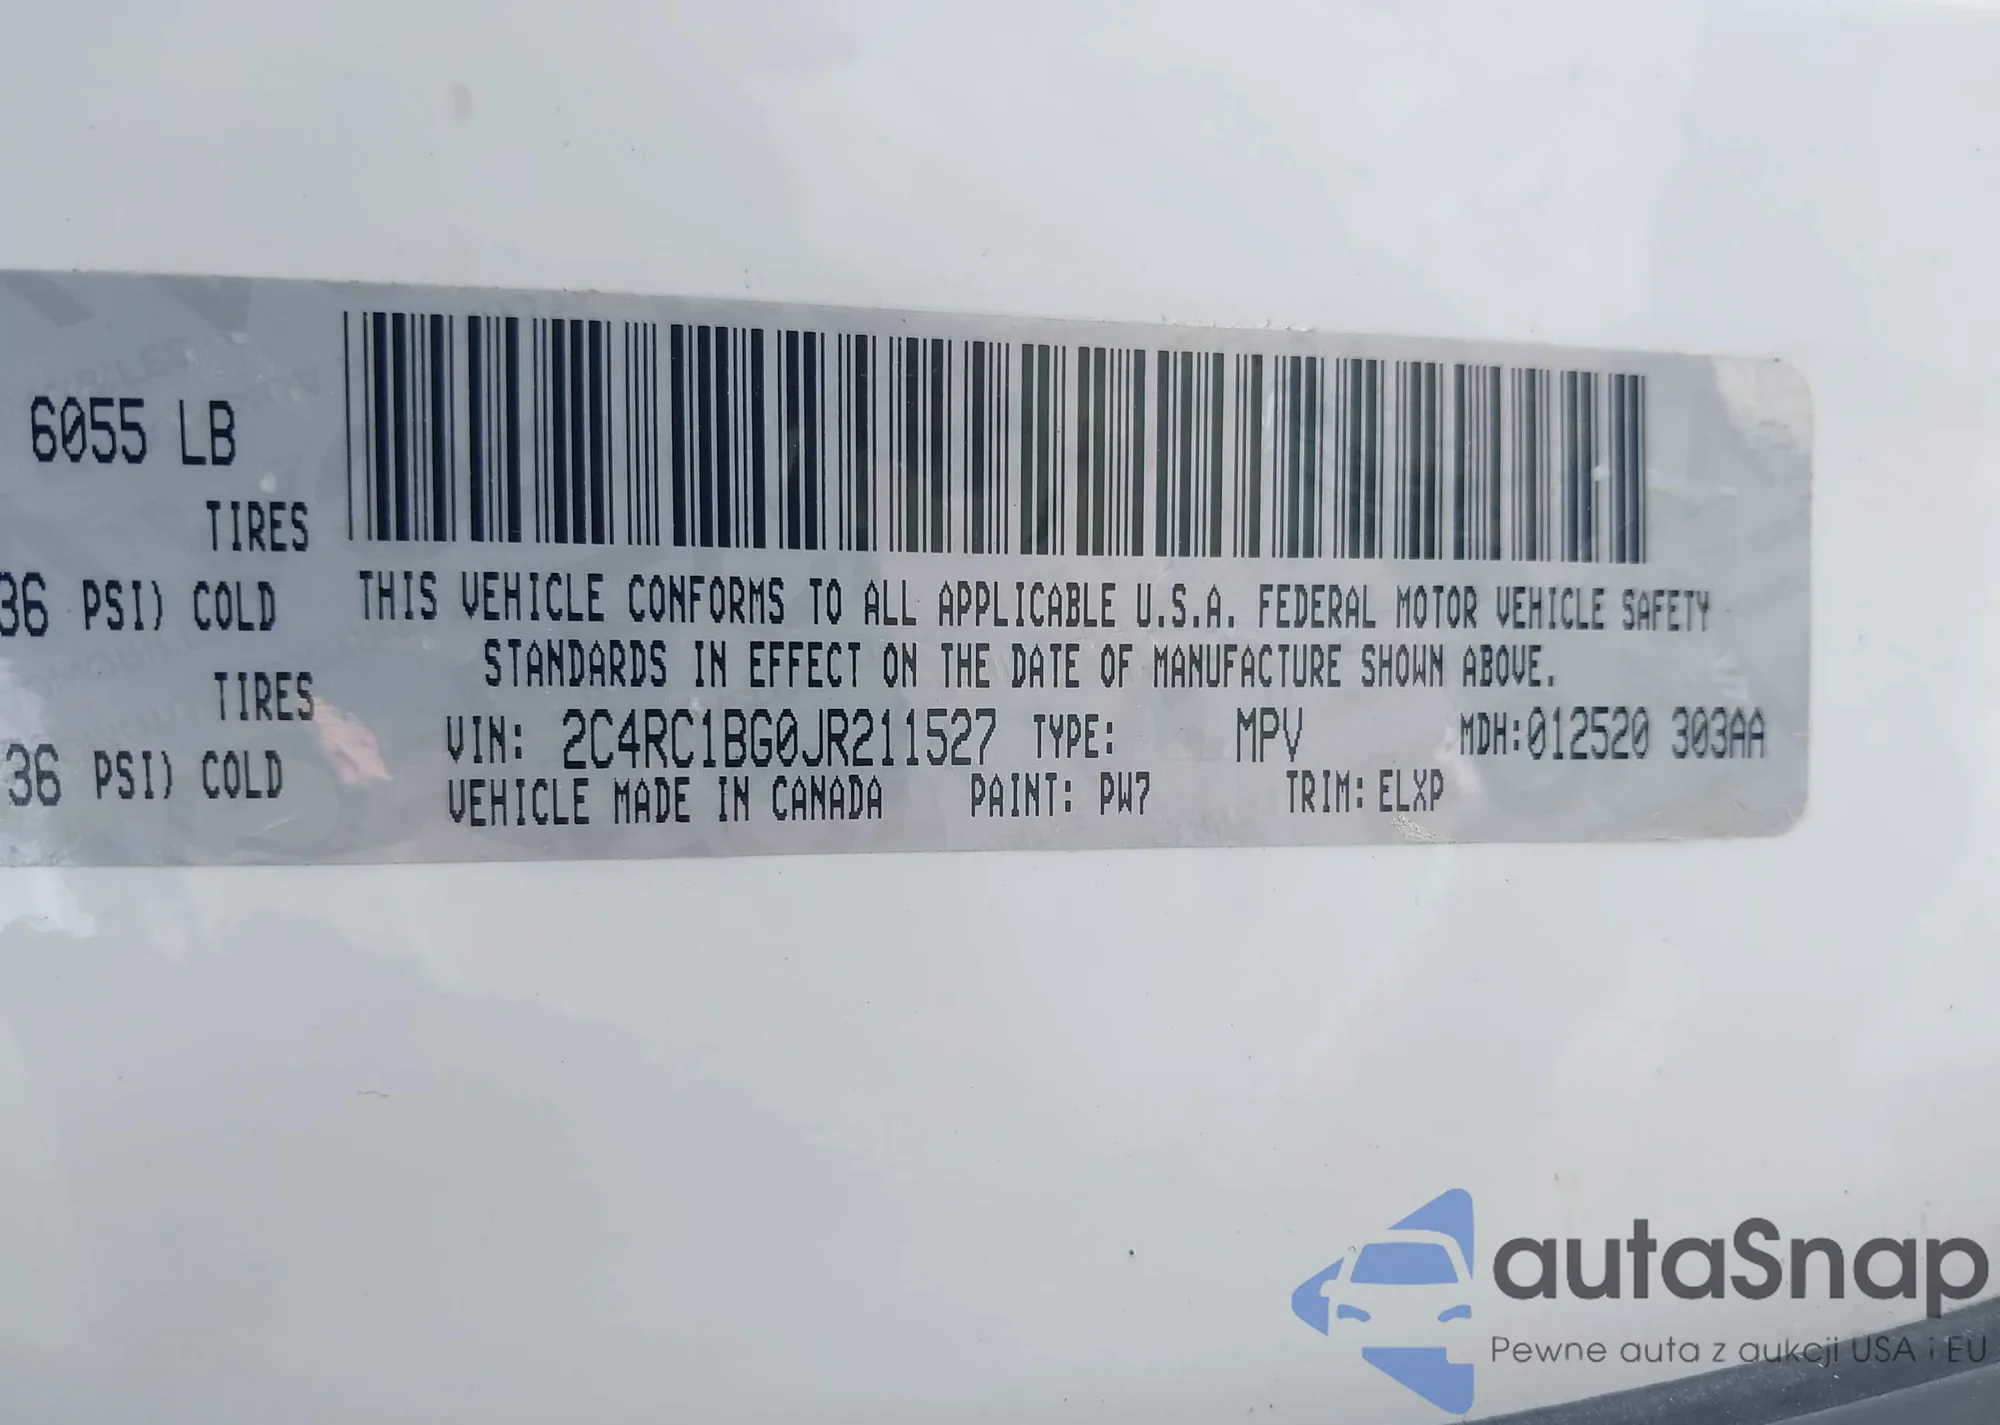 6055 LB
TIRES
36 PSI) COLD
TIRES
36 PSI) COLD
THIS VEHICLE CONFORMS TO ALL APPLICABLE U.S.A. FEDERAL MOTOR VEHICLE SAFETY
STANDARDS IN EFFECT ON THE DATE OF MANUFACTURE SHOWN ABOVE.
VIN: 2C4RC1BG0JR211527 TYPE: MPV MDH:012520 303AA
VEHICLE MADE IN CANADA PAINT: PW7 TRIM: ELXP
autaSnap
Pewne auta z aukcji USA i EU